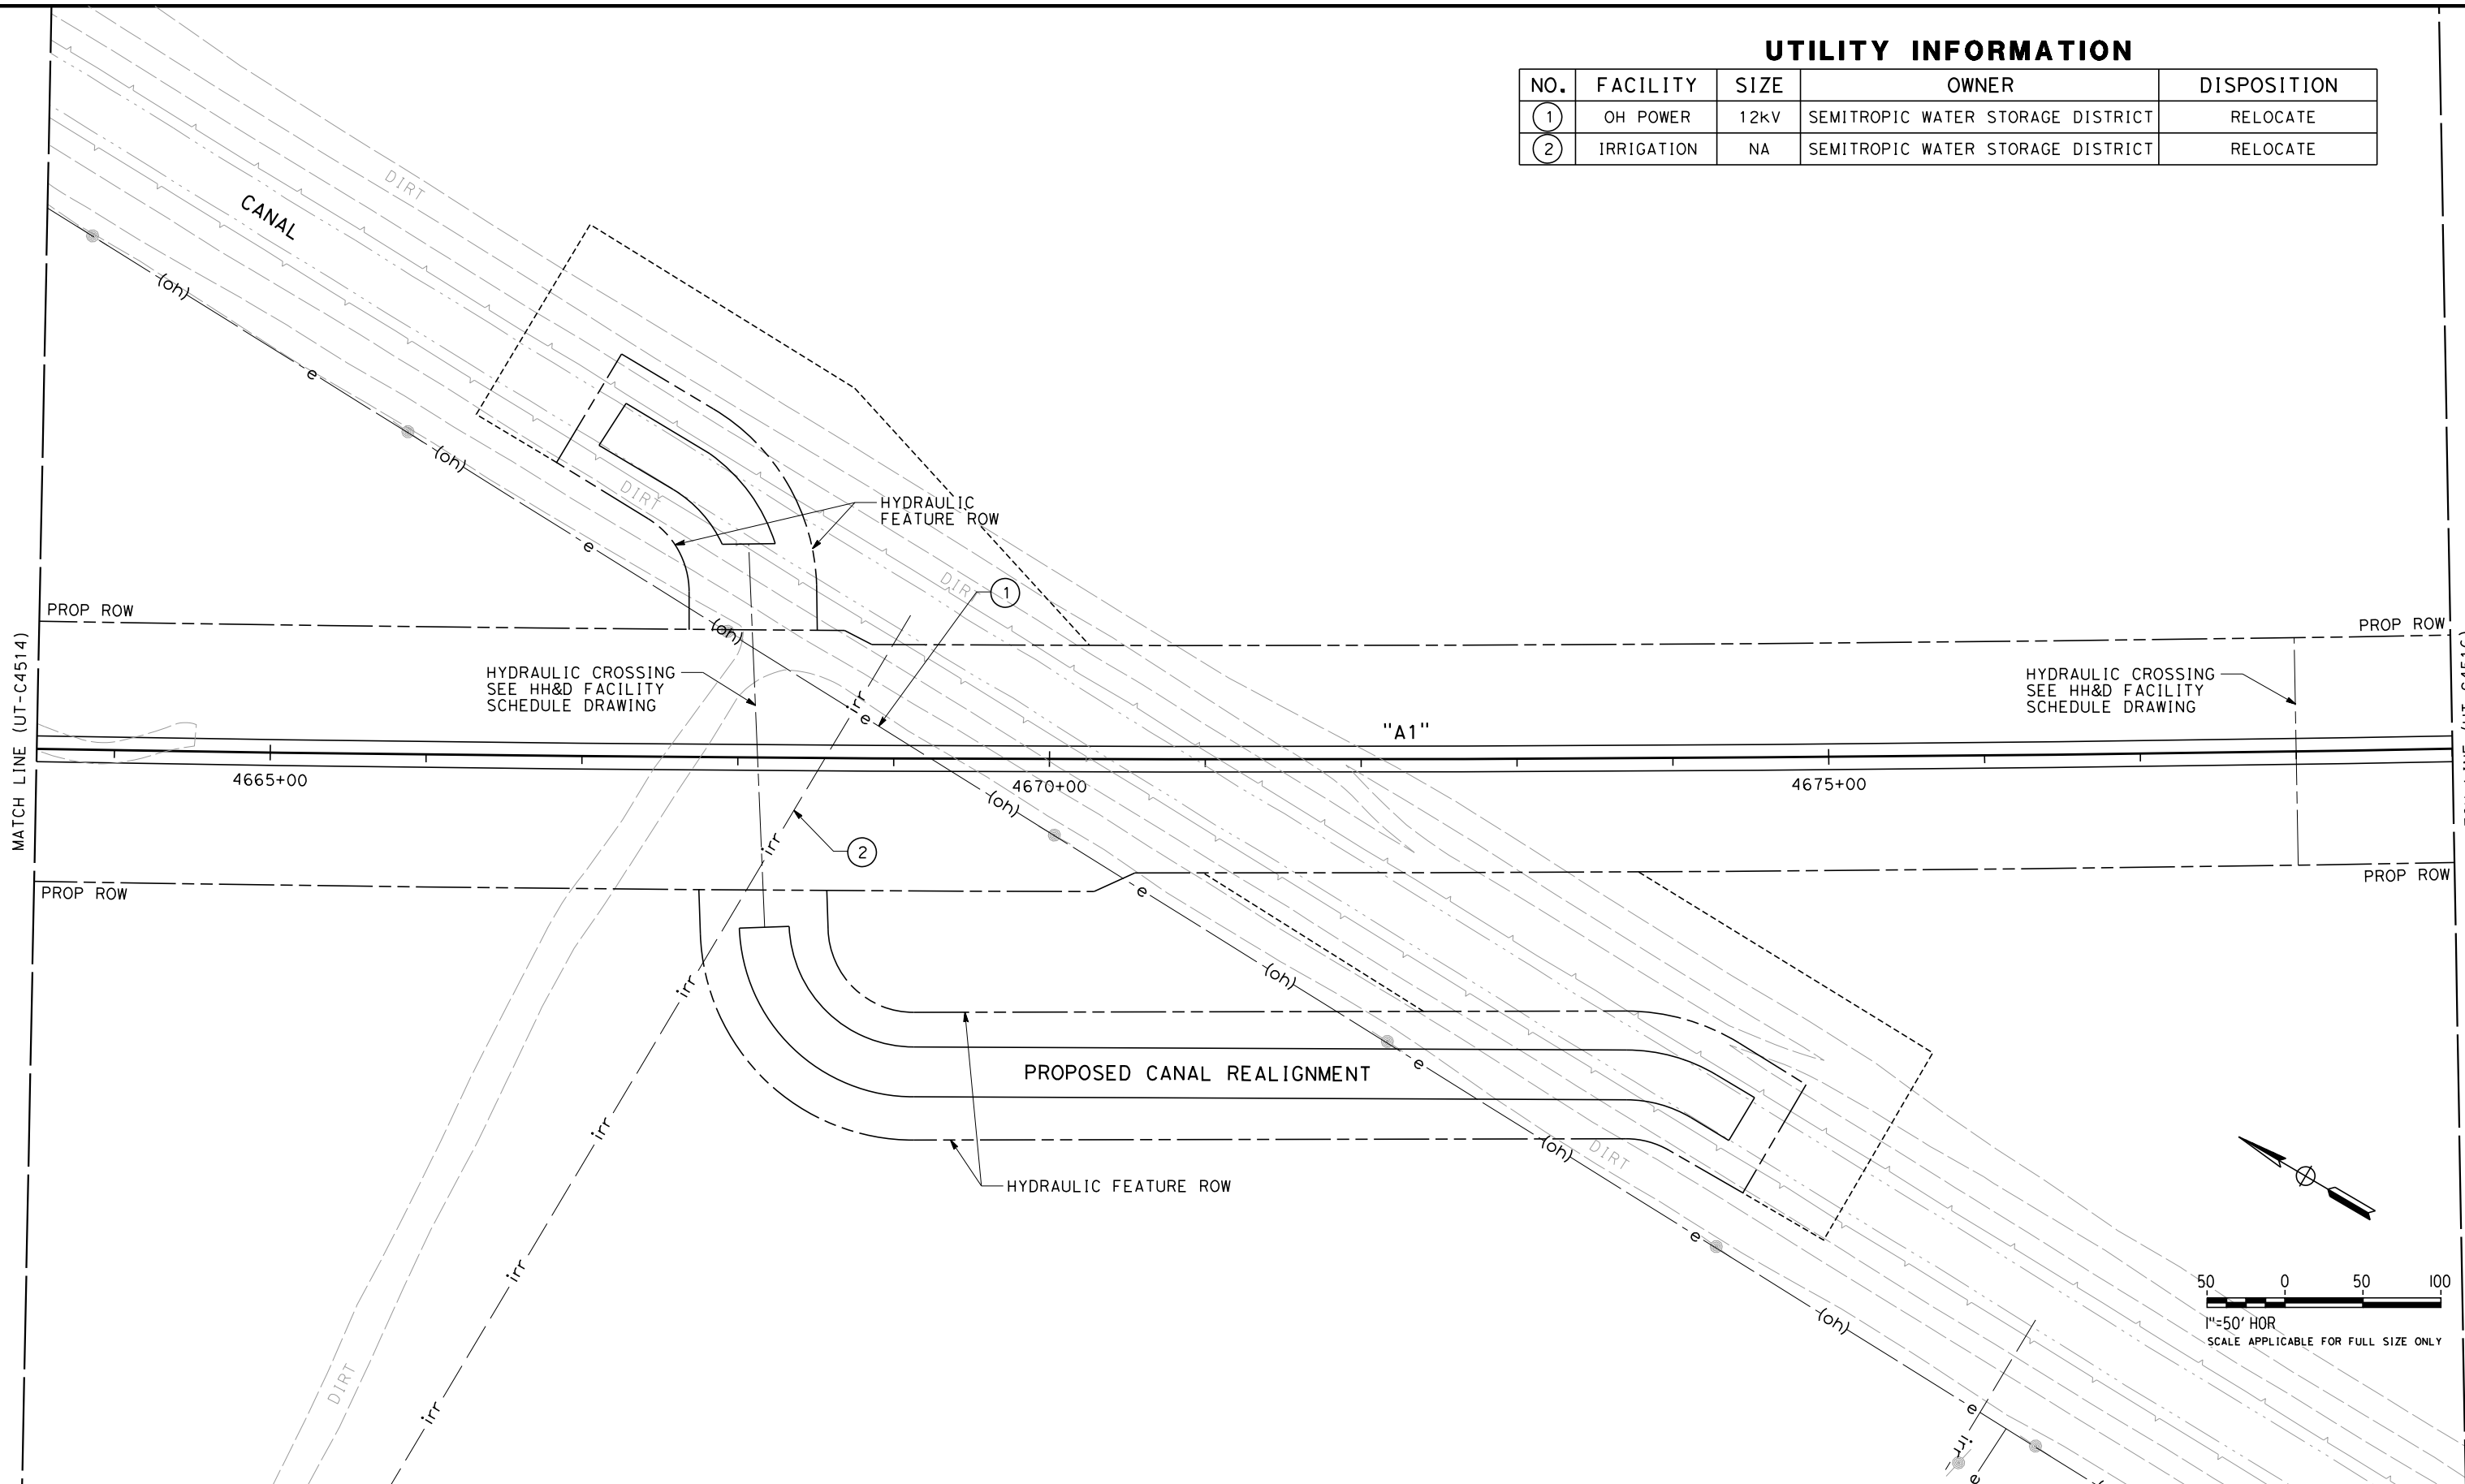 UTILITY INFORMATION
NO. FACILITY SIZE OWNER DISPOSITION
1 OH POWER 12kV SEMITROPIC WATER STORAGE DISTRICT RELOCATE
2 IRRIGATION NA SEMITROPIC WATER STORAGE DISTRICT RELOCATE
DIRT
CANAL
(oh)
e
(oh)
DIRT
HYDRAULIC
FEATURE ROW
e
DIRT
1
PROP ROW
(oh)
PROP ROW
MATCH LINE (UT-C4514)
HYDRAULIC CROSSING
SEE HH&D FACILITY
SCHEDULE DRAWING
HYDRAULIC CROSSING
SEE HH&D FACILITY
SCHEDULE DRAWING
irr
e
"A1"
4665+00
4670+00
4675+00
(oh)
irr
2
PROP ROW
e
PROP ROW
irr
(oh)
PROPOSED CANAL REALIGNMENT
e
irr
(oh)
DIRT
HYDRAULIC FEATURE ROW
e
irr
50 0 50 100
1"=50' HOR
SCALE APPLICABLE FOR FULL SIZE ONLY
(oh)
DIRT
irr
e
irr
e